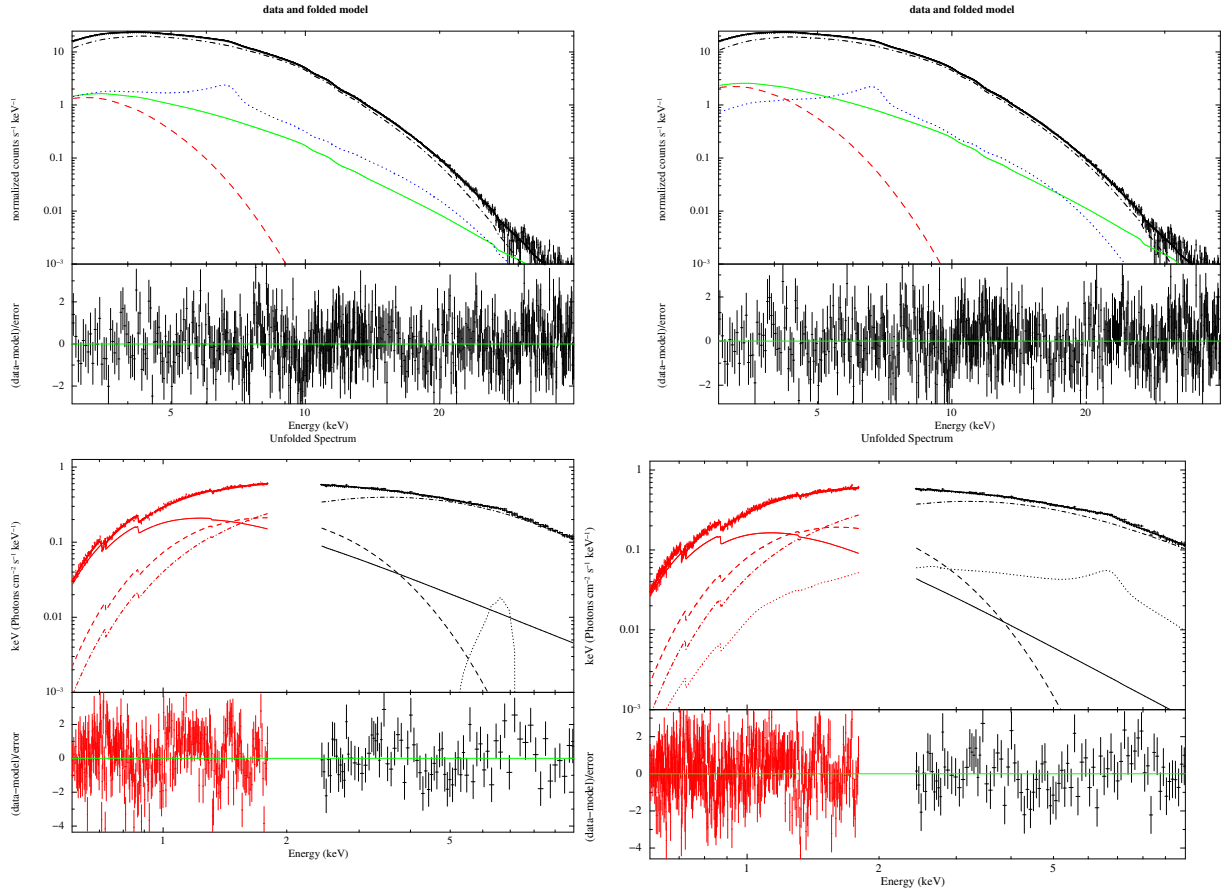 data and folded model
normalized counts s⁻¹ keV⁻¹
10
1
0.1
0.01
10⁻³
(data−model)/error
2
0
−2
5
10
20
Energy (keV)
data and folded model
normalized counts s⁻¹ keV⁻¹
10
1
0.1
0.01
10⁻³
(data−model)/error
2
0
−2
5
10
20
Energy (keV)
Unfolded Spectrum
keV (Photons cm⁻² s⁻¹ keV⁻¹)
1
0.1
0.01
10⁻³
(data−model)/error
2
0
−2
−4
1
2
5
Energy (keV)
Unfolded Spectrum
keV (Photons cm⁻² s⁻¹ keV⁻¹)
1
0.1
0.01
10⁻³
(data−model)/error
2
0
−2
−4
1
2
5
Energy (keV)